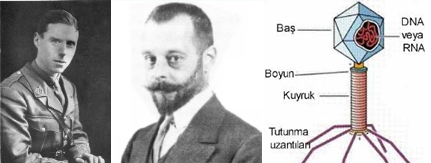 Baş
DNA
veya
RNA
Boyun
Kuyruk
Tutunma
uzantıları